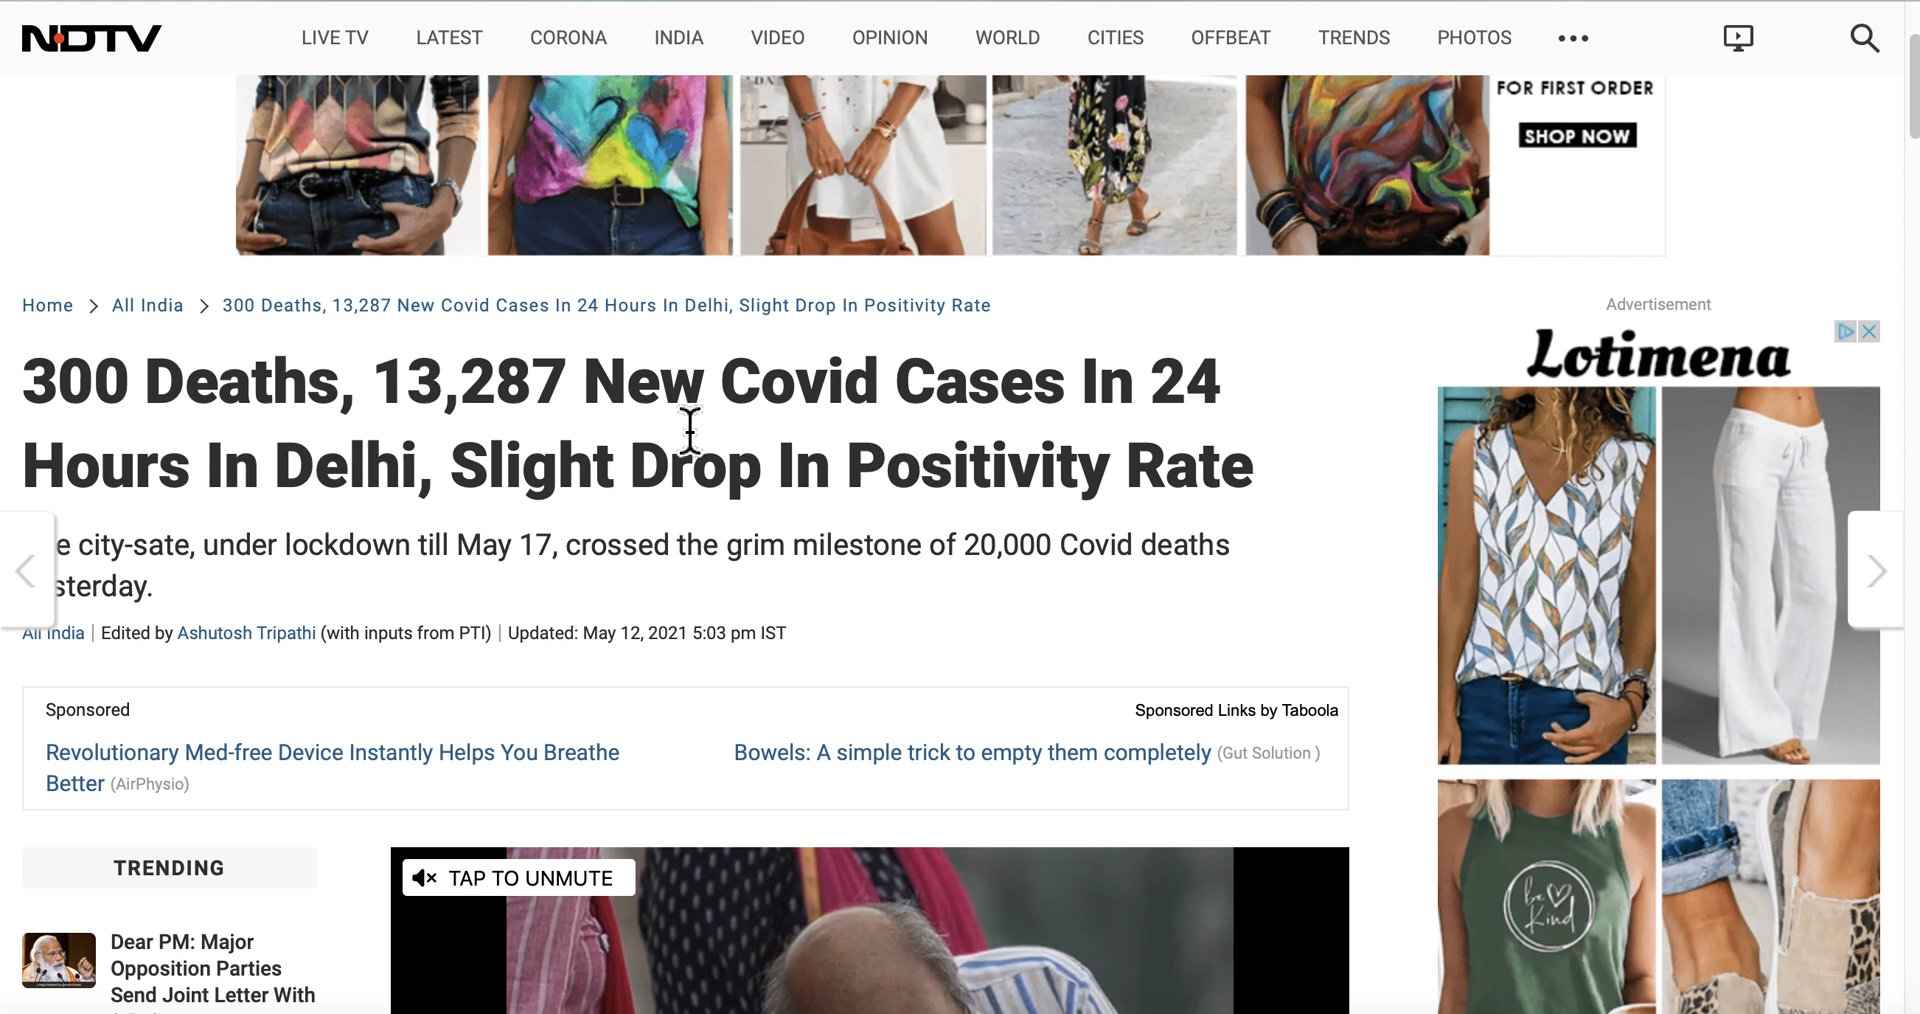 NDTV
LIVE TV LATEST CORONA INDIA VIDEO OPINION WORLD CITIES OFFBEAT TRENDS PHOTOS
FOR FIRST ORDER
SHOP NOW
Home > All India > 300 Deaths, 13,287 New Covid Cases In 24 Hours In Delhi, Slight Drop In Positivity Rate
300 Deaths, 13,287 New Covid Cases In 24
Hours In Delhi, Slight Drop In Positivity Rate
e city-sate, under lockdown till May 17, crossed the grim milestone of 20,000 Covid deaths
sterday.
All India | Edited by Ashutosh Tripathi (with inputs from PTI) | Updated: May 12, 2021 5:03 pm IST
Sponsored
Sponsored Links by Taboola
Revolutionary Med-free Device Instantly Helps You Breathe
Better (AirPhysio)
Bowels: A simple trick to empty them completely (Gut Solution )
TRENDING
Dear PM: Major
Opposition Parties
Send Joint Letter With
TAP TO UNMUTE
Advertisement
Lotimena
be
kind